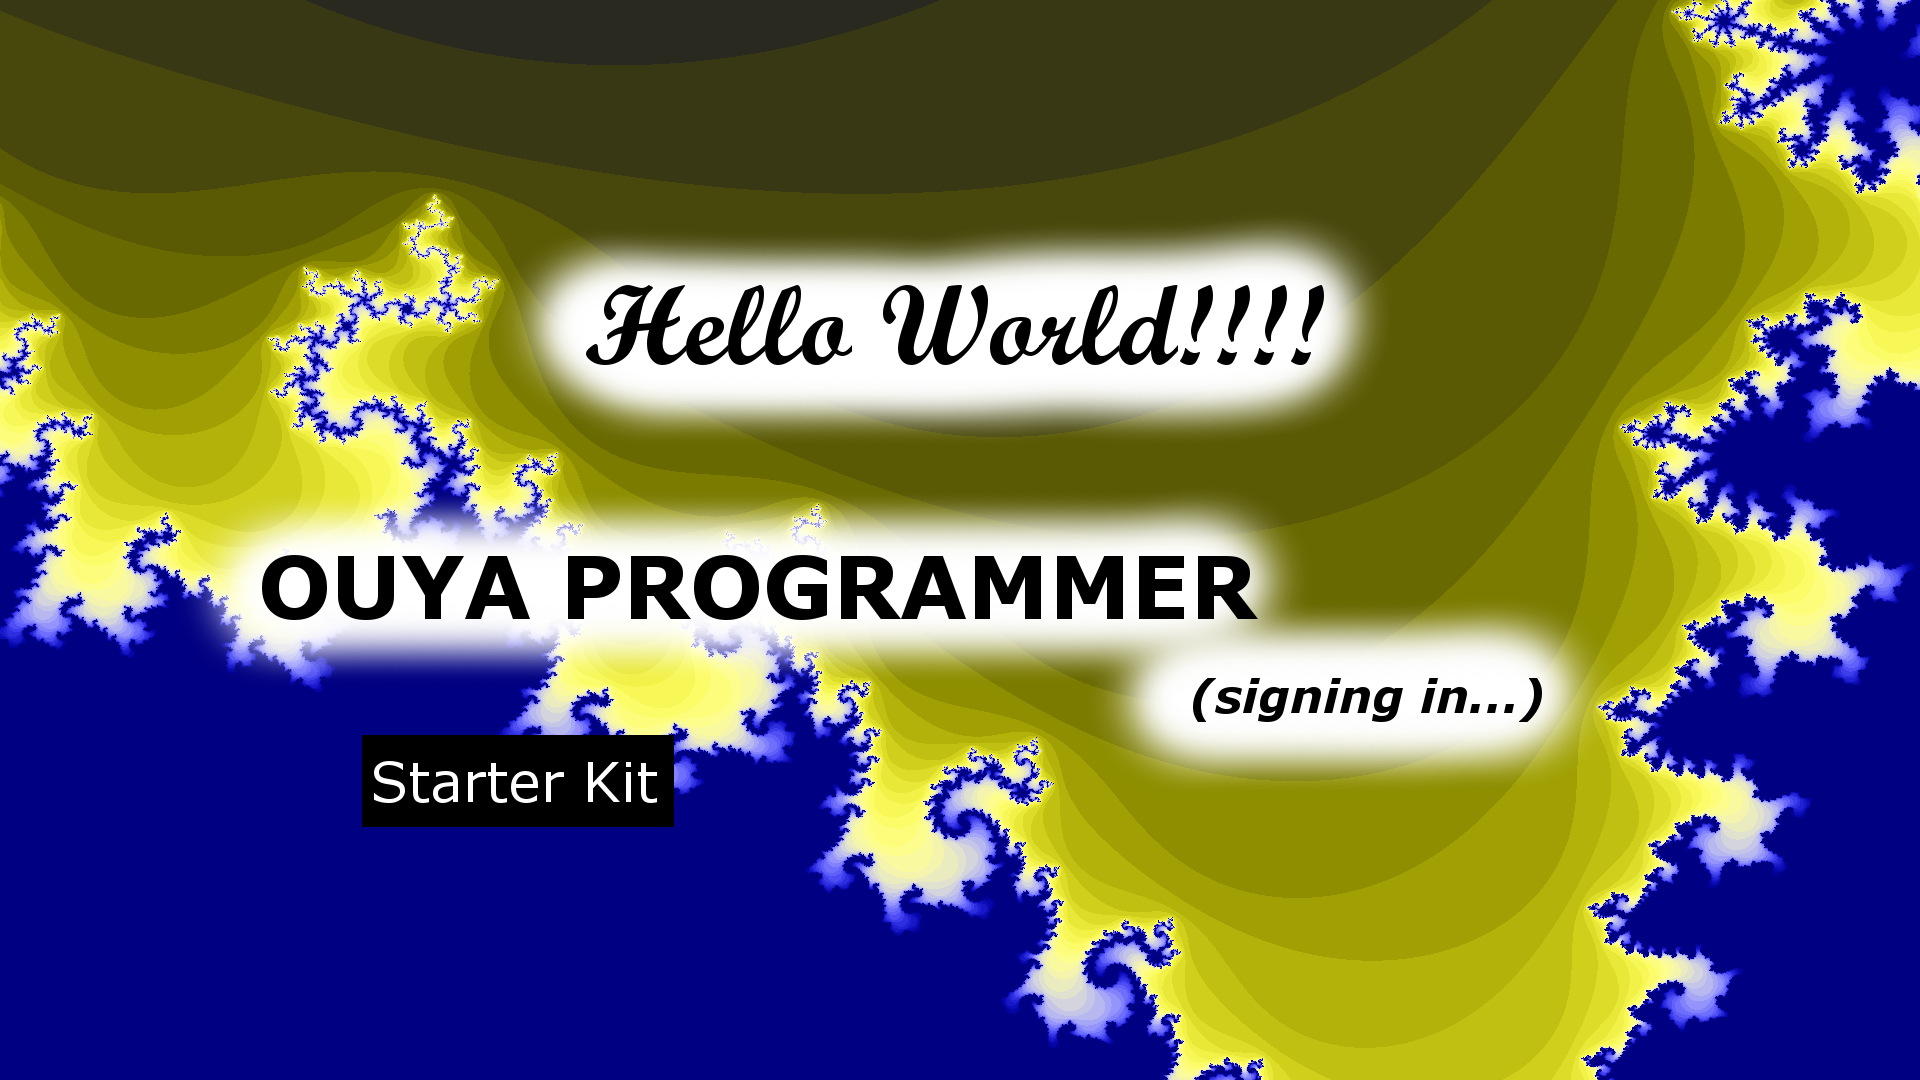 Hello World!!!!
OUYA PROGRAMMER
(signing in...)
Starter Kit